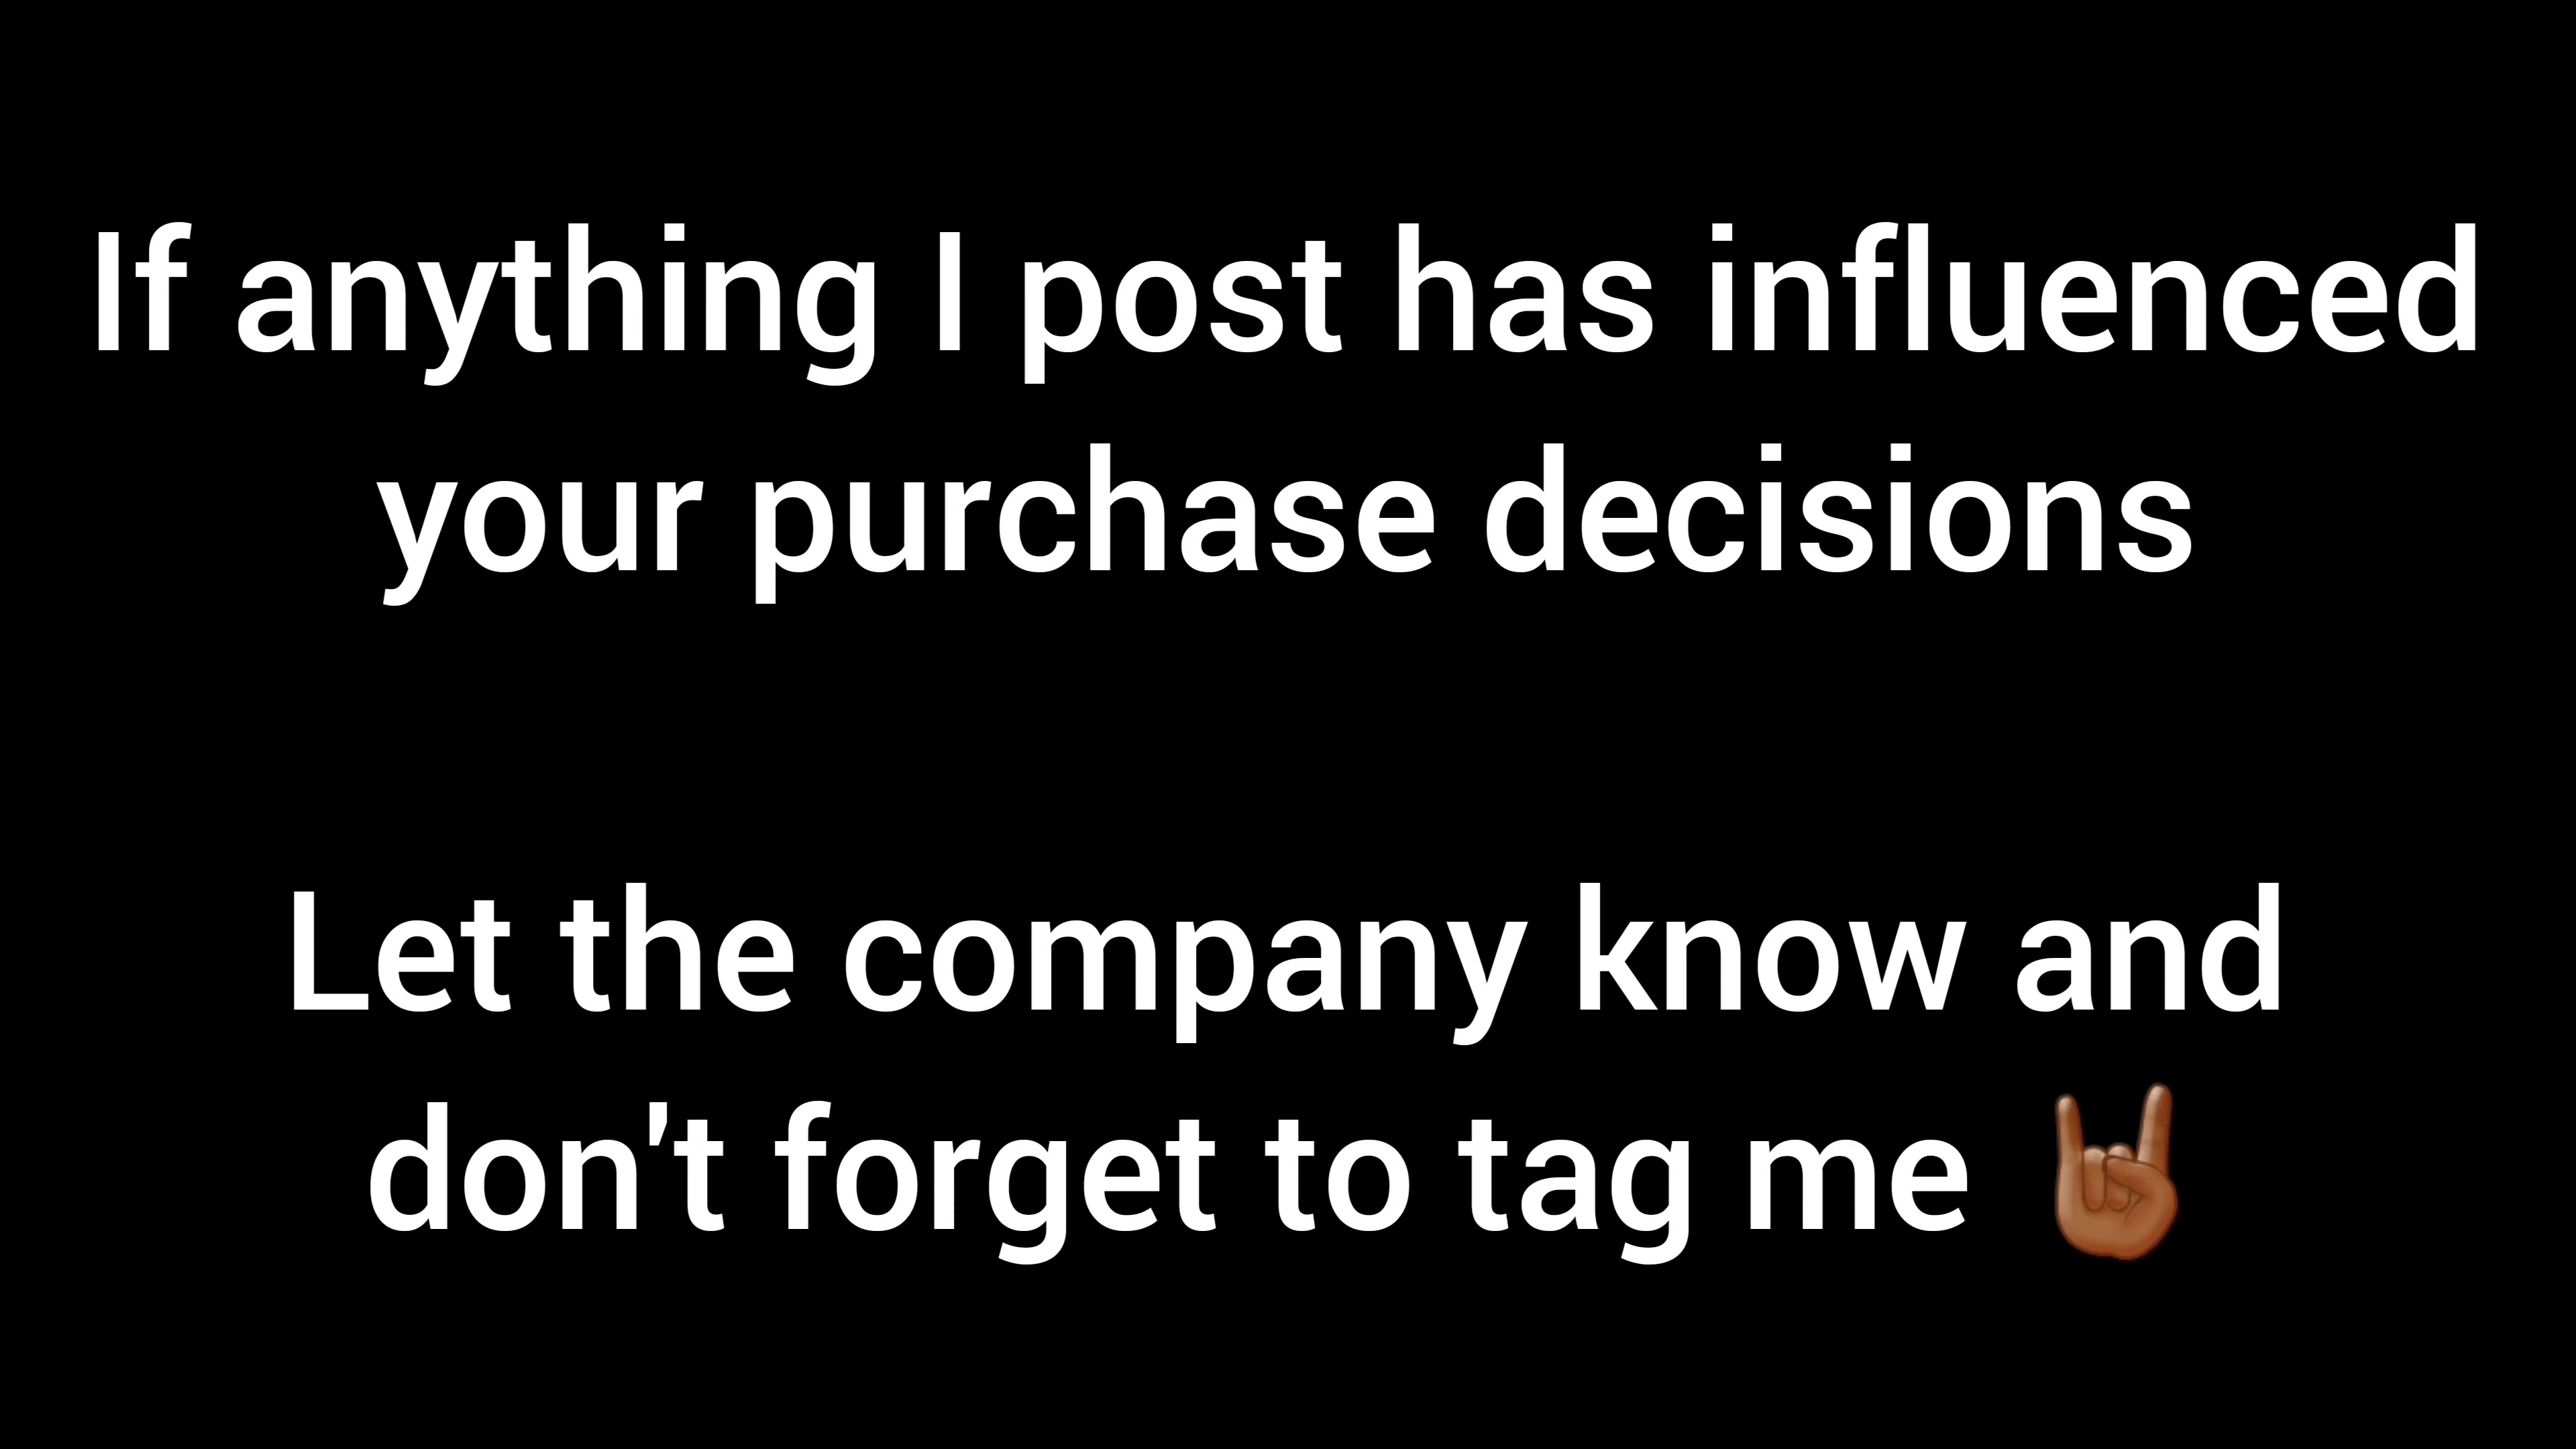 If anything I post has influenced
your purchase decisions
Let the company know and
don't forget to tag me 🤘🏾